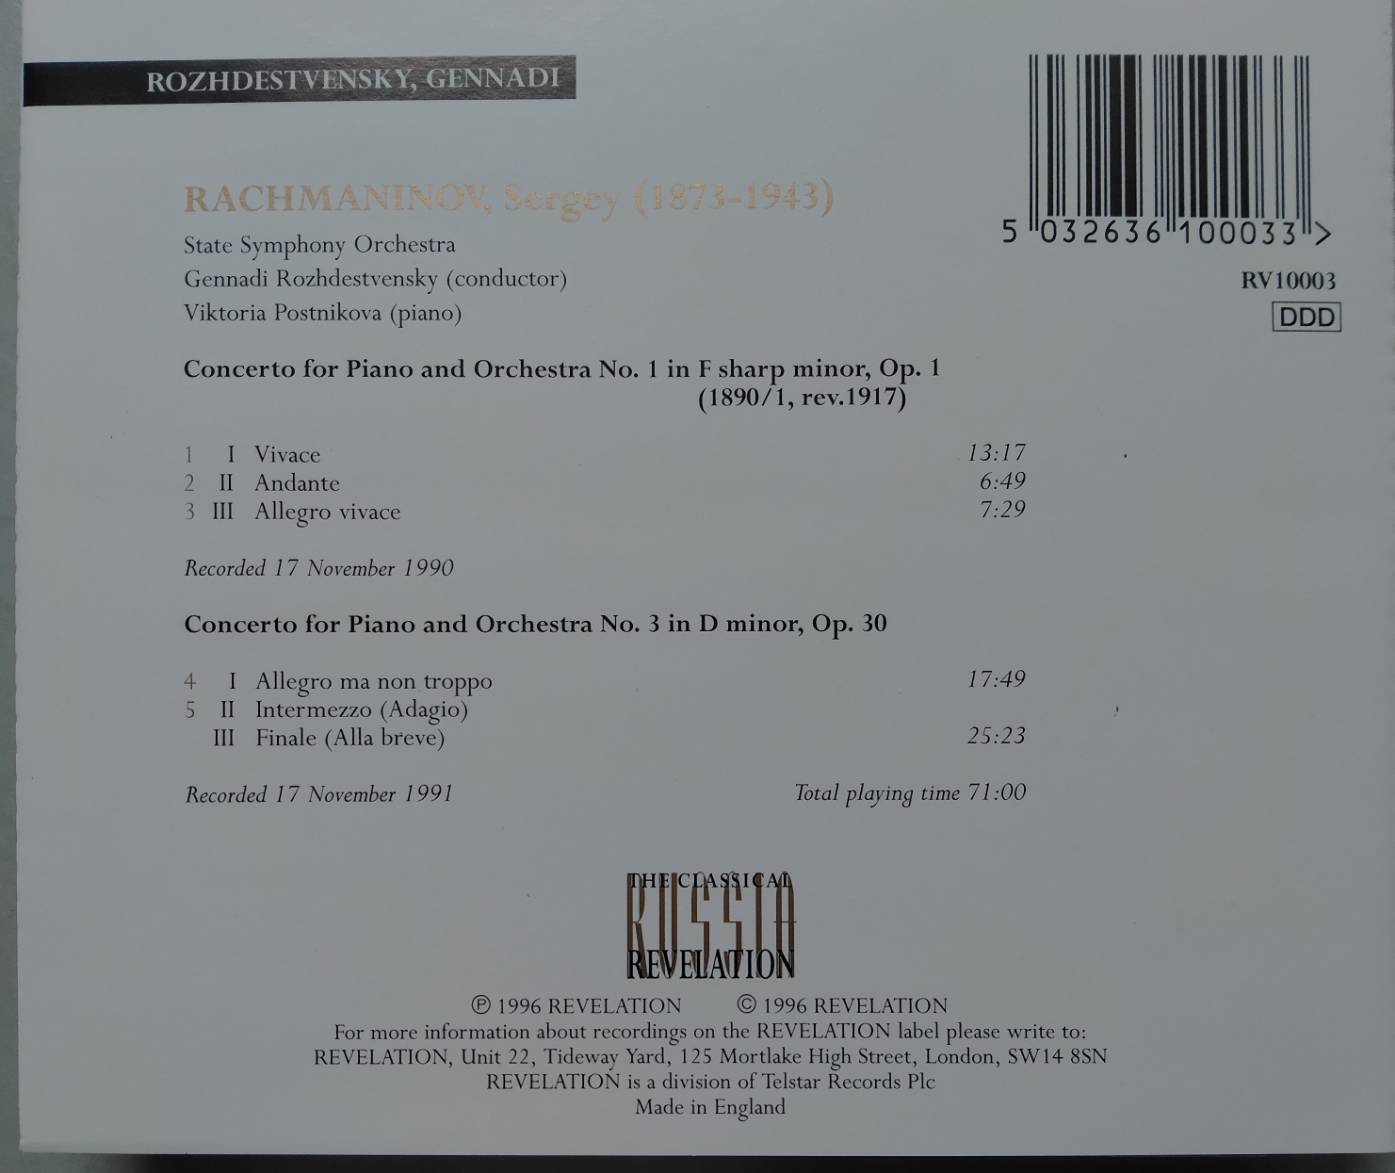 ROZHDESTVENSKY, GENNADI
RACHMANINOV, Sergey (1873-1943)
State Symphony Orchestra
Gennadi Rozhdestvensky (conductor)
Viktoria Postnikova (piano)
5 032636 100033 >
RV10003
DDD
Concerto for Piano and Orchestra No. 1 in F sharp minor, Op. 1
(1890/1, rev.1917)
1 I Vivace 13:17
2 II Andante 6:49
3 III Allegro vivace 7:29
Recorded 17 November 1990
Concerto for Piano and Orchestra No. 3 in D minor, Op. 30
4 I Allegro ma non troppo 17:49
5 II Intermezzo (Adagio)
III Finale (Alla breve) 25:23
Recorded 17 November 1991 Total playing time 71:00
THE CLASSICAL
RUSSIA
REVELATION
℗ 1996 REVELATION © 1996 REVELATION
For more information about recordings on the REVELATION label please write to:
REVELATION, Unit 22, Tideway Yard, 125 Mortlake High Street, London, SW14 8SN
REVELATION is a division of Telstar Records Plc
Made in England